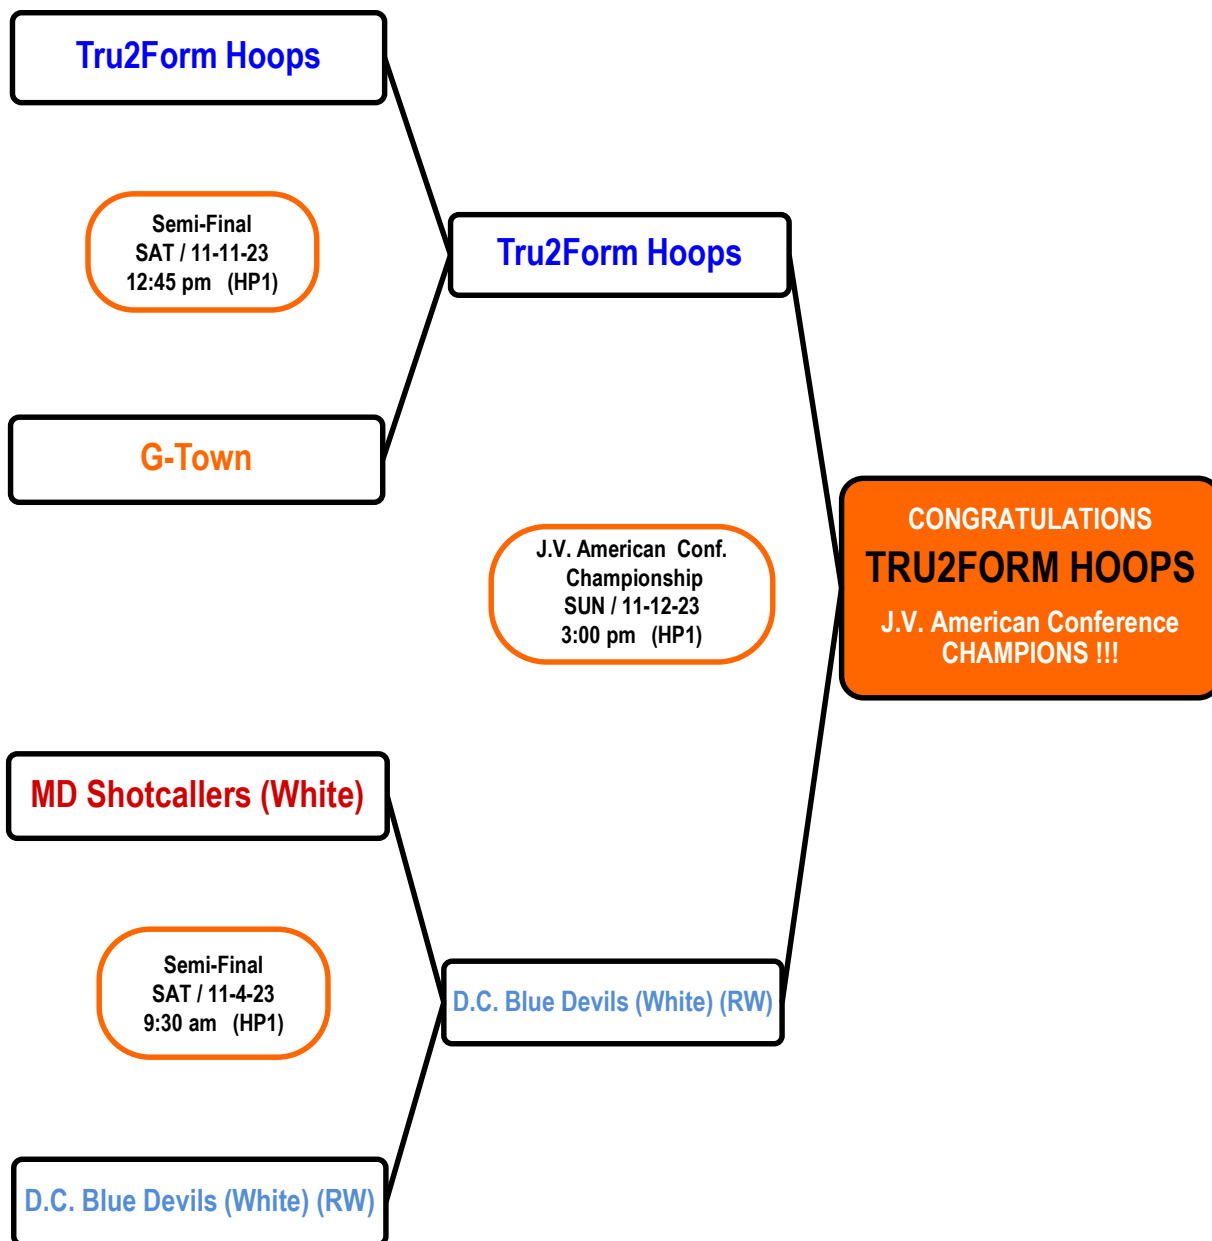 Tru2Form Hoops
Semi-Final
SAT / 11-11-23
12:45 pm (HP1)
Tru2Form Hoops
G-Town
J.V. American Conf.
Championship
SUN / 11-12-23
3:00 pm (HP1)
CONGRATULATIONS
TRU2FORM HOOPS
J.V. American Conference
CHAMPIONS !!!
MD Shotcallers (White)
Semi-Final
SAT / 11-4-23
9:30 am (HP1)
D.C. Blue Devils (White) (RW)
D.C. Blue Devils (White) (RW)